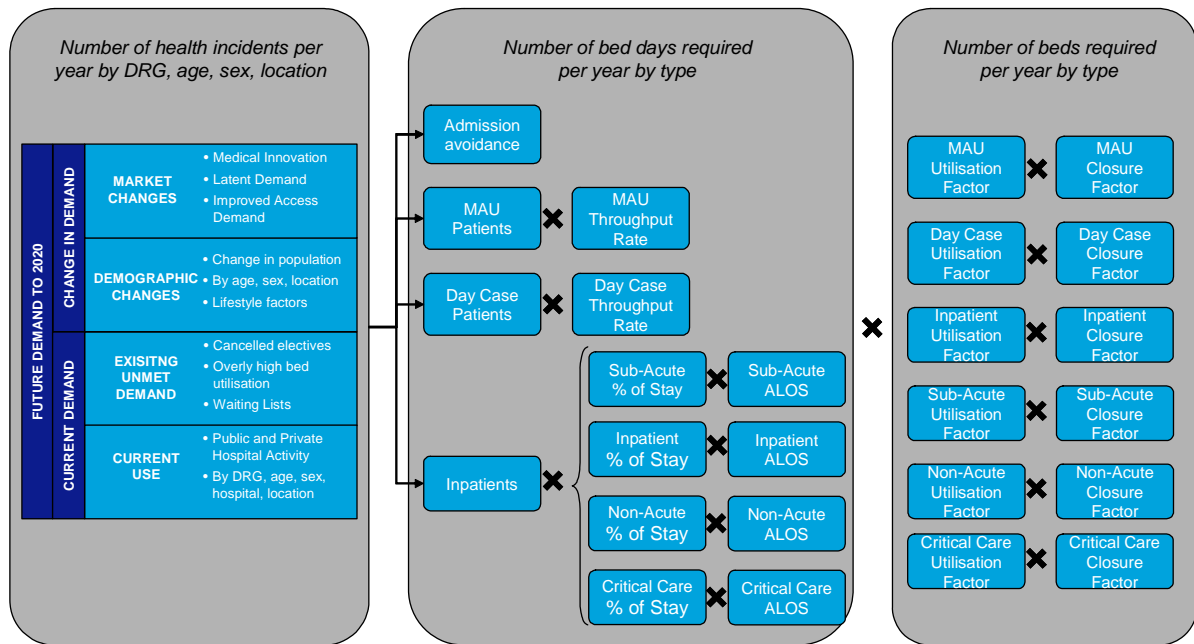 Number of health incidents per
year by DRG, age, sex, location
FUTURE DEMAND TO 2020
CHANGE IN DEMAND
MARKET
CHANGES
• Medical Innovation
• Latent Demand
• Improved Access
Demand
DEMOGRAPHIC
CHANGES
• Change in population
• By age, sex, location
• Lifestyle factors
CURRENT DEMAND
EXISITNG
UNMET
DEMAND
• Cancelled electives
• Overly high bed
utilisation
• Waiting Lists
CURRENT
USE
• Public and Private
Hospital Activity
• By DRG, age, sex,
hospital, location
Number of bed days required
per year by type
Admission
avoidance
MAU
Patients
MAU
Throughput
Rate
Day Case
Patients
Day Case
Throughput
Rate
Inpatients
Sub-Acute
% of Stay
Sub-Acute
ALOS
Inpatient
% of Stay
Inpatient
ALOS
Non-Acute
% of Stay
Non-Acute
ALOS
Critical Care
% of Stay
Critical Care
ALOS
Number of beds required
per year by type
MAU
Utilisation
Factor
MAU
Closure
Factor
Day Case
Utilisation
Factor
Day Case
Closure
Factor
Inpatient
Utilisation
Factor
Inpatient
Closure
Factor
Sub-Acute
Utilisation
Factor
Sub-Acute
Closure
Factor
Non-Acute
Utilisation
Factor
Non-Acute
Closure
Factor
Critical Care
Utilisation
Factor
Critical Care
Closure
Factor